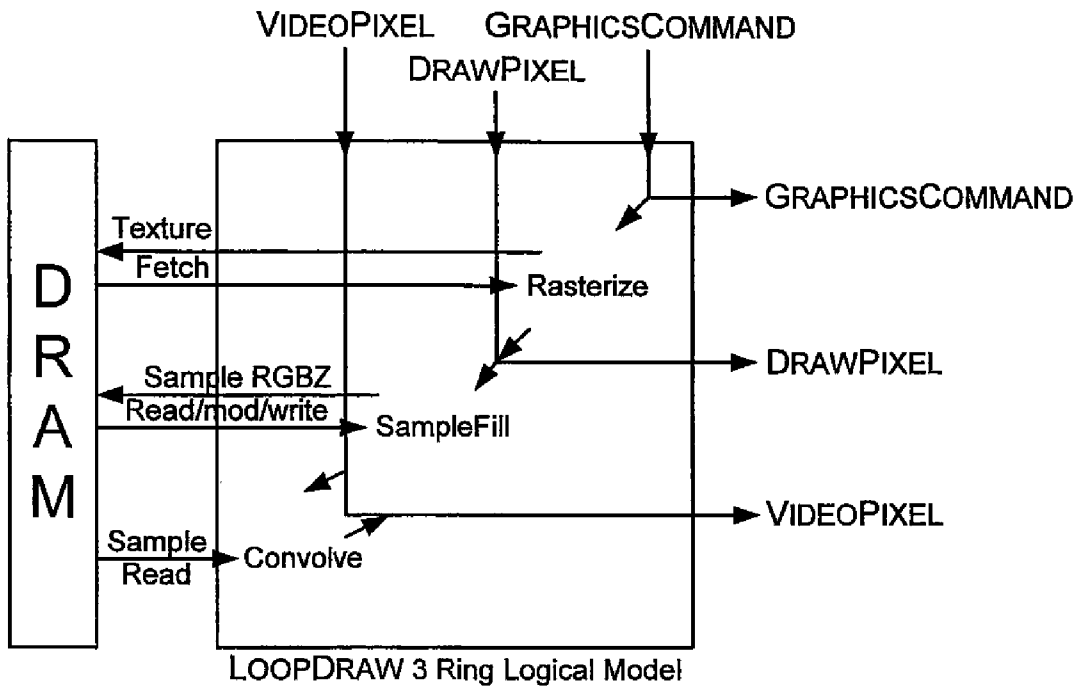 VIDEOPIXEL GRAPHICSCOMMAND
DRAWPIXEL
GRAPHICSCOMMAND
Texture
Fetch
Rasterize
DRAM
DRAWPIXEL
Sample RGBZ
Read/mod/write
SampleFill
VIDEOPIXEL
Sample
Read
Convolve
LOOPDRAW 3 Ring Logical Model